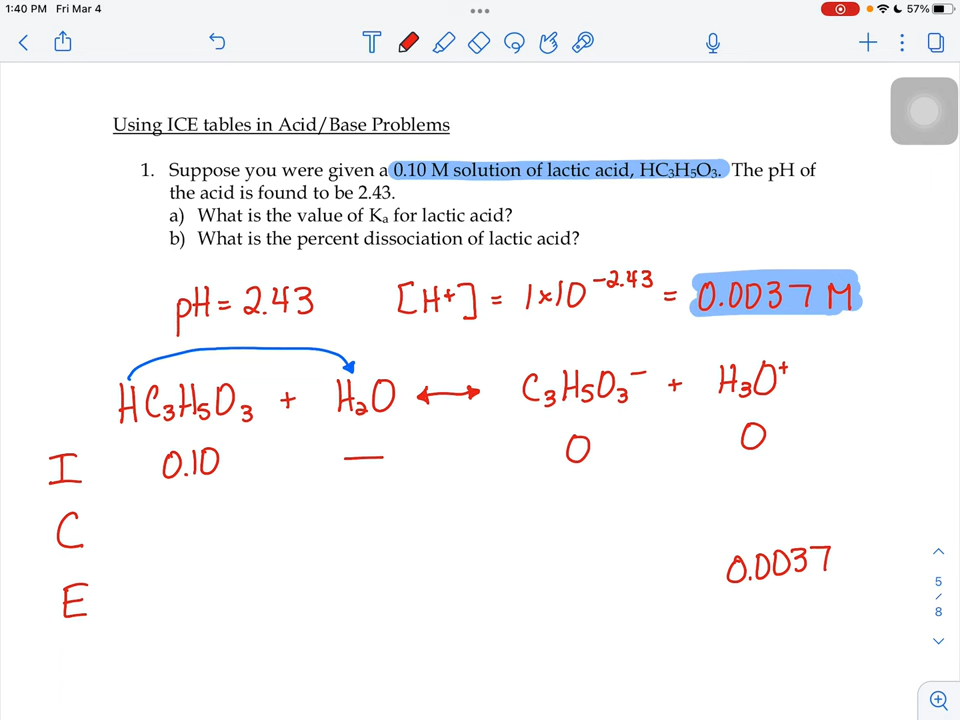 1:40 PM Fri Mar 4 57%
T
Using ICE tables in Acid/Base Problems
1. Suppose you were given a 0.10 M solution of lactic acid, HC₃H₅O₃. The pH of
the acid is found to be 2.43.
a) What is the value of Kₐ for lactic acid?
b) What is the percent dissociation of lactic acid?
pH = 2.43 [H⁺] = 1×10⁻²·⁴³ = 0.0037 M
HC₃H₅O₃ + H₂O ↔ C₃H₅O₃⁻ + H₃O⁺
I 0.10 — 0 0
C
0.0037
E
5
/
8